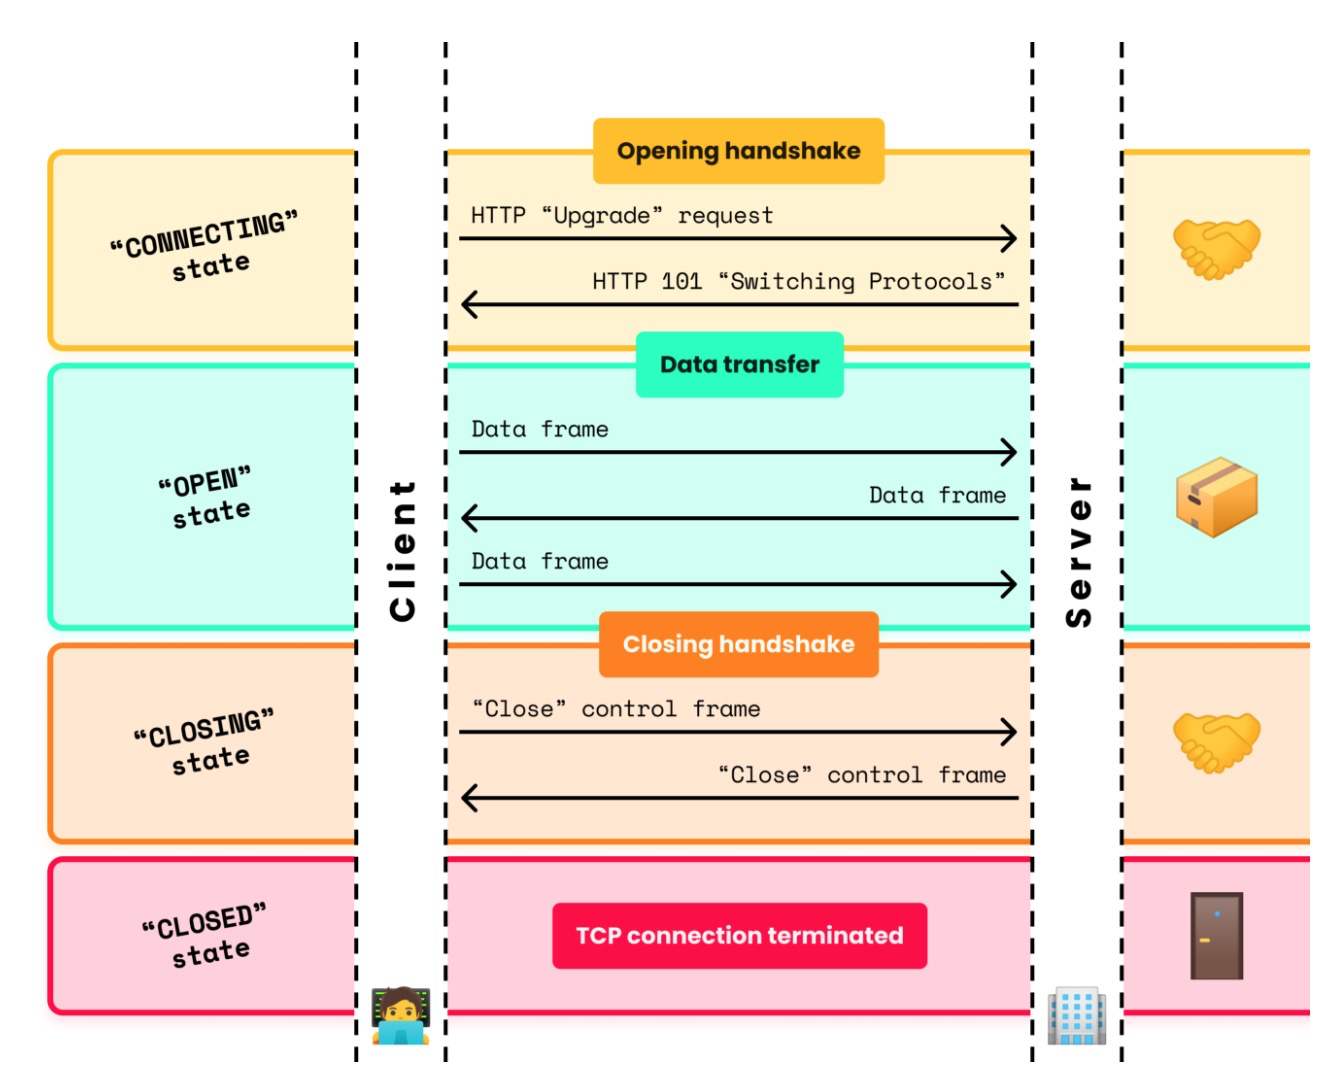 Opening handshake
“CONNECTING”
state
HTTP “Upgrade” request
HTTP 101 “Switching Protocols”
Data transfer
“OPEN”
state
Data frame
Data frame
Data frame
Client
Server
Closing handshake
“CLOSING”
state
“Close” control frame
“Close” control frame
“CLOSED”
state
TCP connection terminated